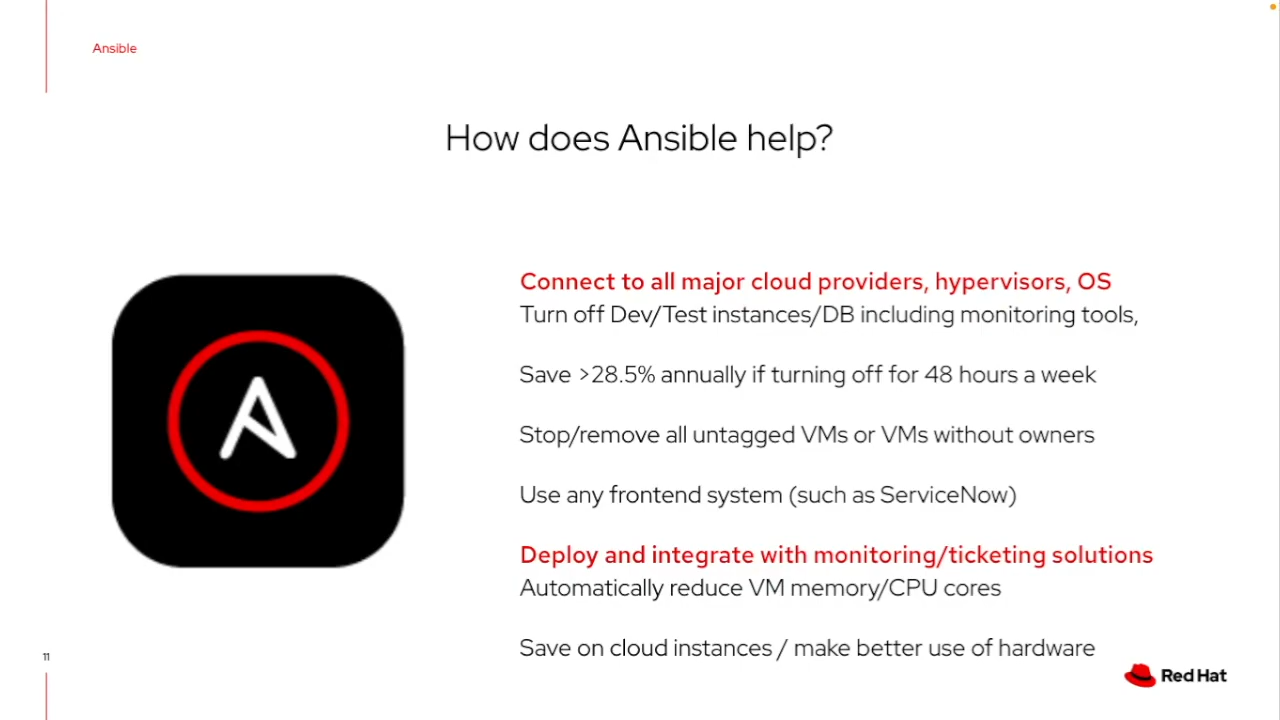 Ansible
How does Ansible help?
Connect to all major cloud providers, hypervisors, OS
Turn off Dev/Test instances/DB including monitoring tools,
Save >28.5% annually if turning off for 48 hours a week
Stop/remove all untagged VMs or VMs without owners
Use any frontend system (such as ServiceNow)
Deploy and integrate with monitoring/ticketing solutions
Automatically reduce VM memory/CPU cores
Save on cloud instances / make better use of hardware
11
Red Hat